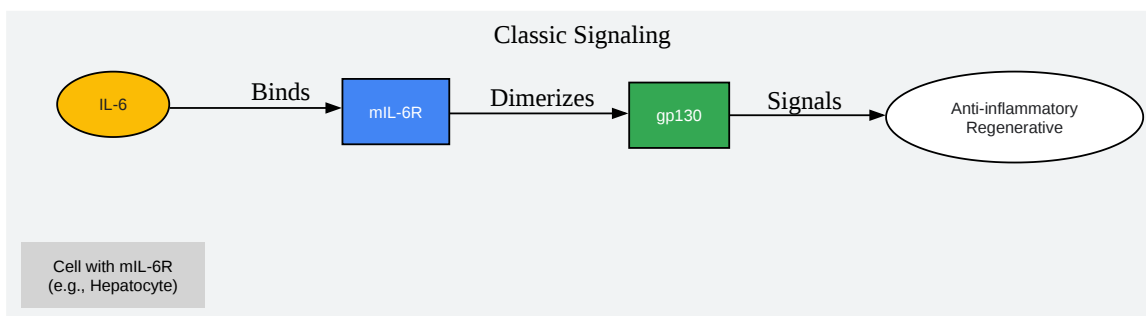 Classic Signaling
IL-6
Binds
mIL-6R
Dimerizes
gp130
Signals
Anti-inflammatory
Regenerative
Cell with mIL-6R
(e.g., Hepatocyte)